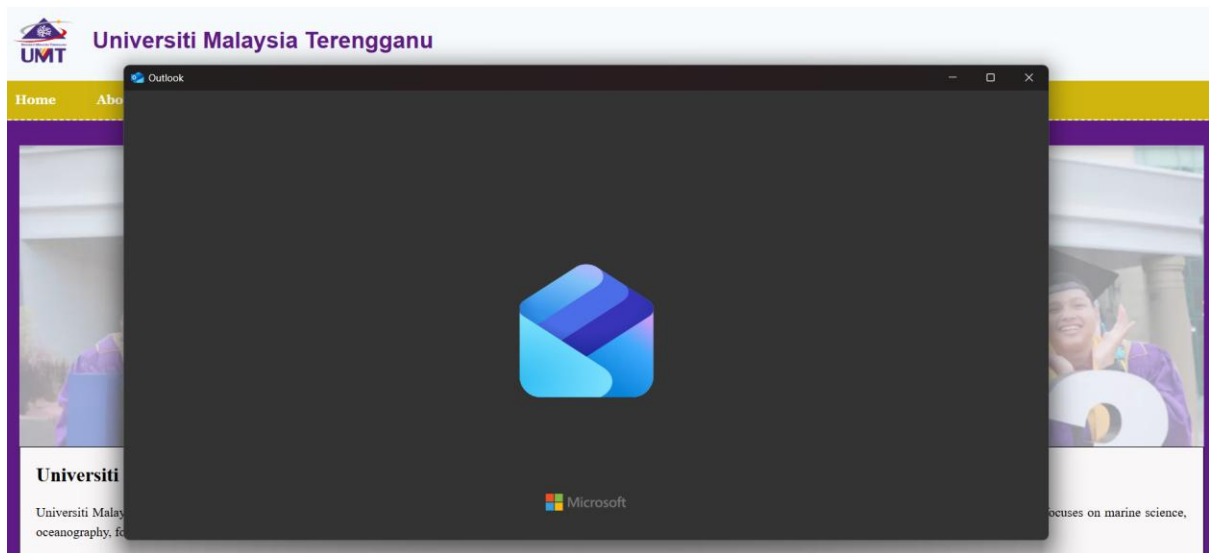 UMT
Universiti Malaysia Terengganu
Outlook
Home Abo
Microsoft
Universiti
Universiti Malay
ocuses on marine science,
oceanography, fo